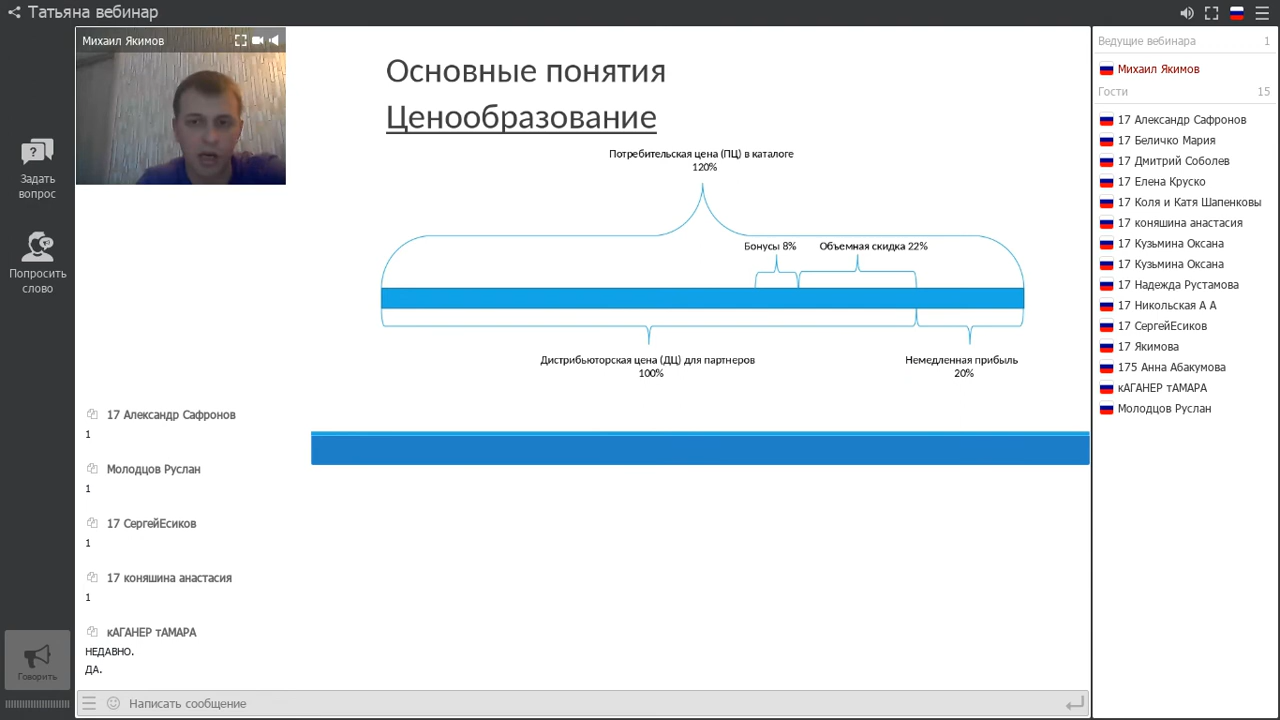 Татьяна вебинар
Михаил Якимов
Задать
вопрос
Попросить
слово
Говорить
Основные понятия
Ценообразование
Потребительская цена (ПЦ) в каталоге
120%
Бонусы 8%
Объемная скидка 22%
Дистрибьюторская цена (ДЦ) для партнеров
100%
Немедленная прибыль
20%
17 Александр Сафронов
1
Молодцов Руслан
1
17 СергейЕсиков
1
17 коняшина анастасия
1
кАГАНЕР тАМАРА
НЕДАВНО.
ДА.
Написать сообщение
Ведущие вебинара 1
Михаил Якимов
Гости 15
17 Александр Сафронов
17 Беличко Мария
17 Дмитрий Соболев
17 Елена Круско
17 Коля и Катя Шапенковы
17 коняшина анастасия
17 Кузьмина Оксана
17 Кузьмина Оксана
17 Надежда Рустамова
17 Никольская А А
17 СергейЕсиков
17 Якимова
175 Анна Абакумова
кАГАНЕР тАМАРА
Молодцов Руслан